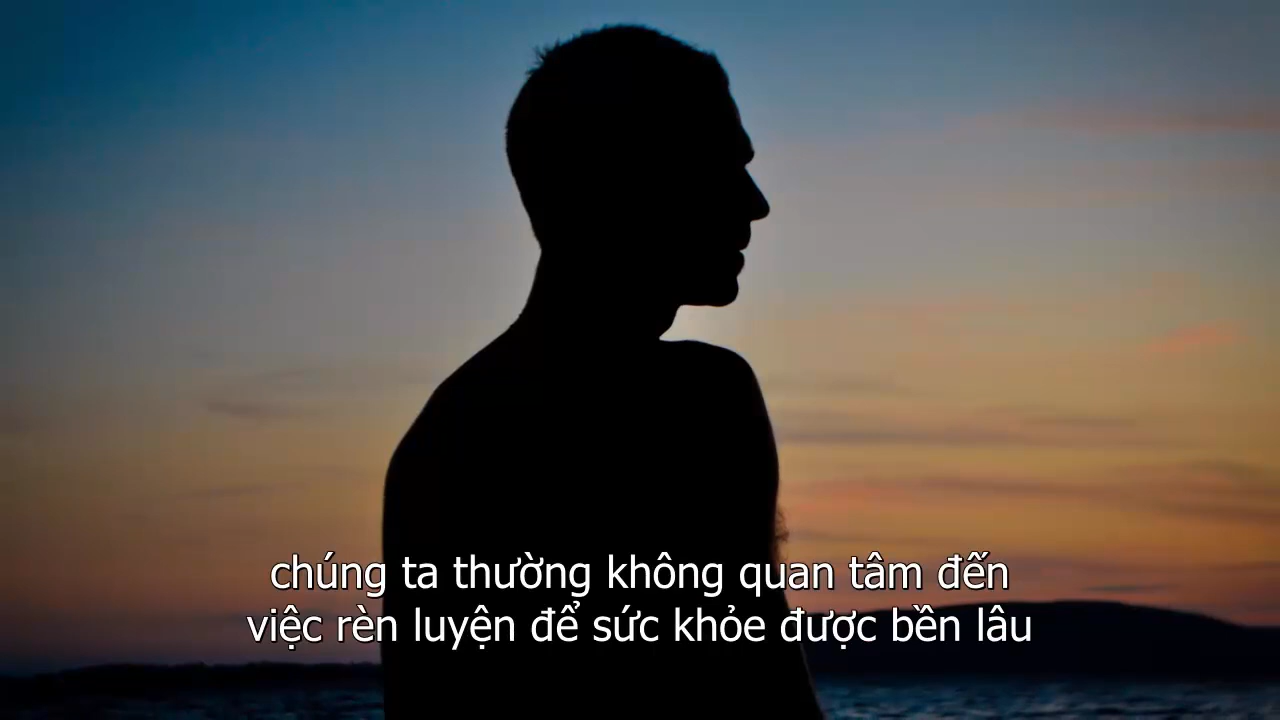 chúng ta thường không quan tâm đến
việc rèn luyện để sức khỏe được bền lâu